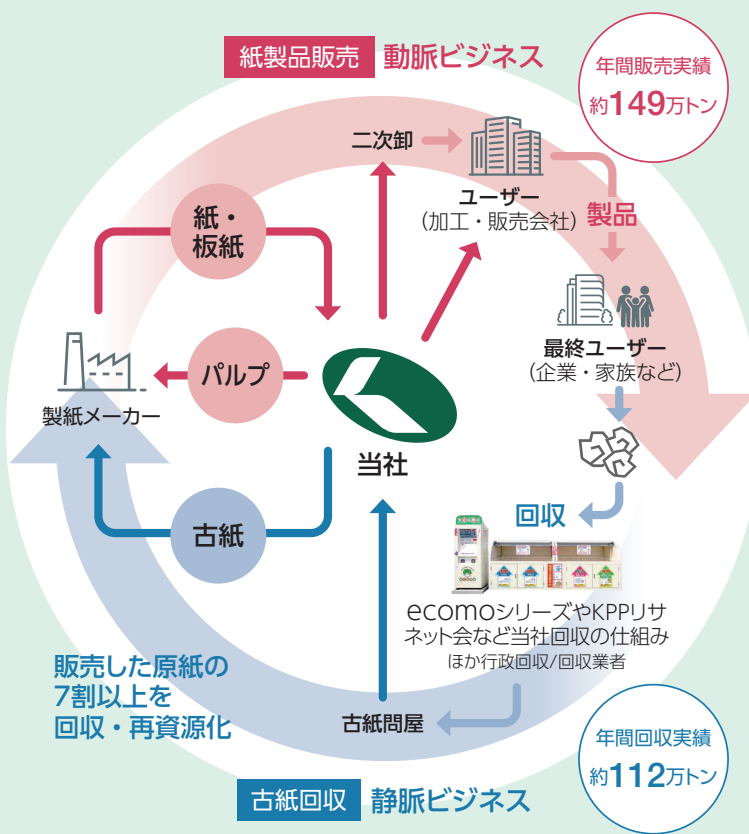 紙製品販売 動脈ビジネス
年間販売実績
約149万トン
二次卸
ユーザー
(加工・販売会社)
製品
紙・
板紙
最終ユーザー
(企業・家族など)
パルプ
製紙メーカー
当社
古紙
回収
ecomoシリーズやKPPリサ
ネット会など当社回収の仕組み
ほか行政回収/回収業者
販売した原紙の
7割以上を
回収・再資源化
古紙問屋
年間回収実績
約112万トン
古紙回収 静脈ビジネス